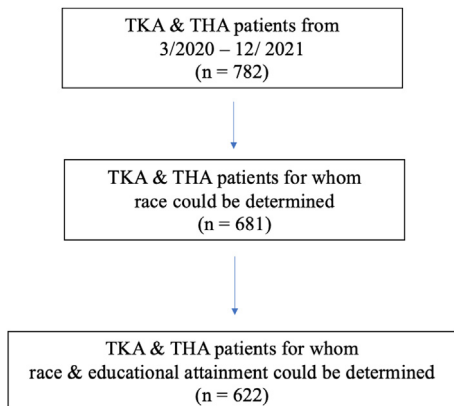 TKA & THA patients from
3/2020 – 12/ 2021
(n = 782)
TKA & THA patients for whom
race could be determined
(n = 681)
TKA & THA patients for whom
race & educational attainment could be determined
(n = 622)